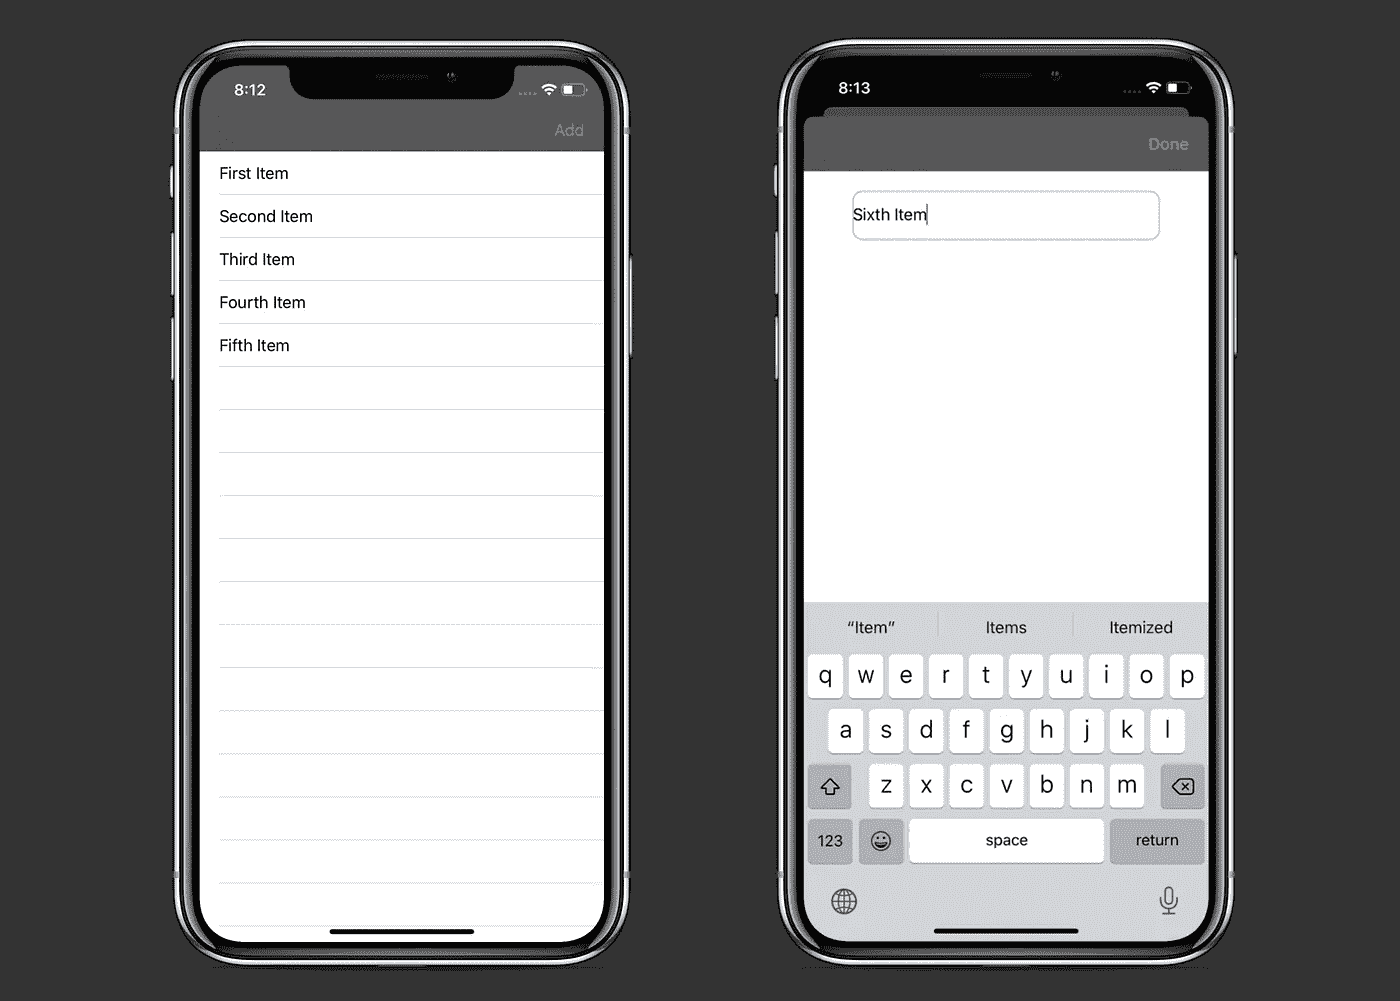 8:12
Add
First Item
Second Item
Third Item
Fourth Item
Fifth Item
8:13
Done
Sixth Item
“Item” Items Itemized
q w e r t y u i o p
a s d f g h j k l
z x c v b n m
123 space return